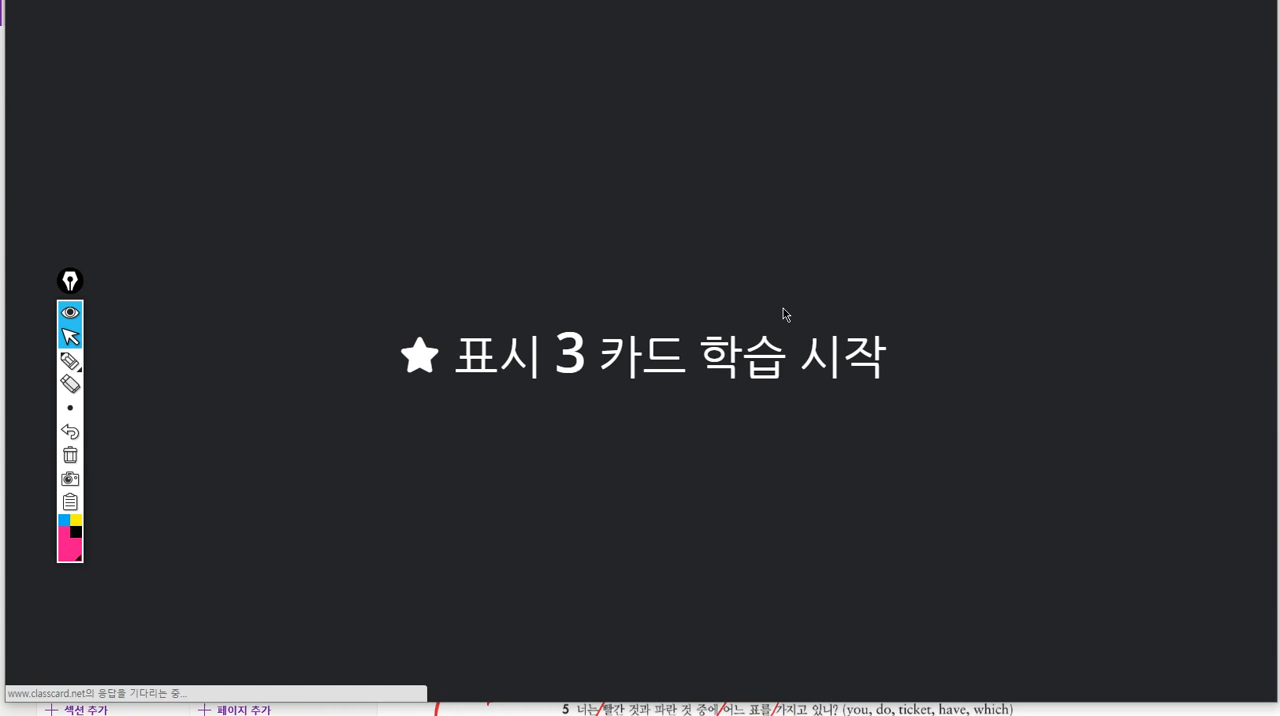 ★ 표시 3 카드 학습 시작
www.classcard.net의 응답을 기다리는 중...
섹션 추가
페이지 추가
5 너는 빨간 것과 파란 것 중에 어느 표를 가지고 있니? (you, do, ticket, have, which)